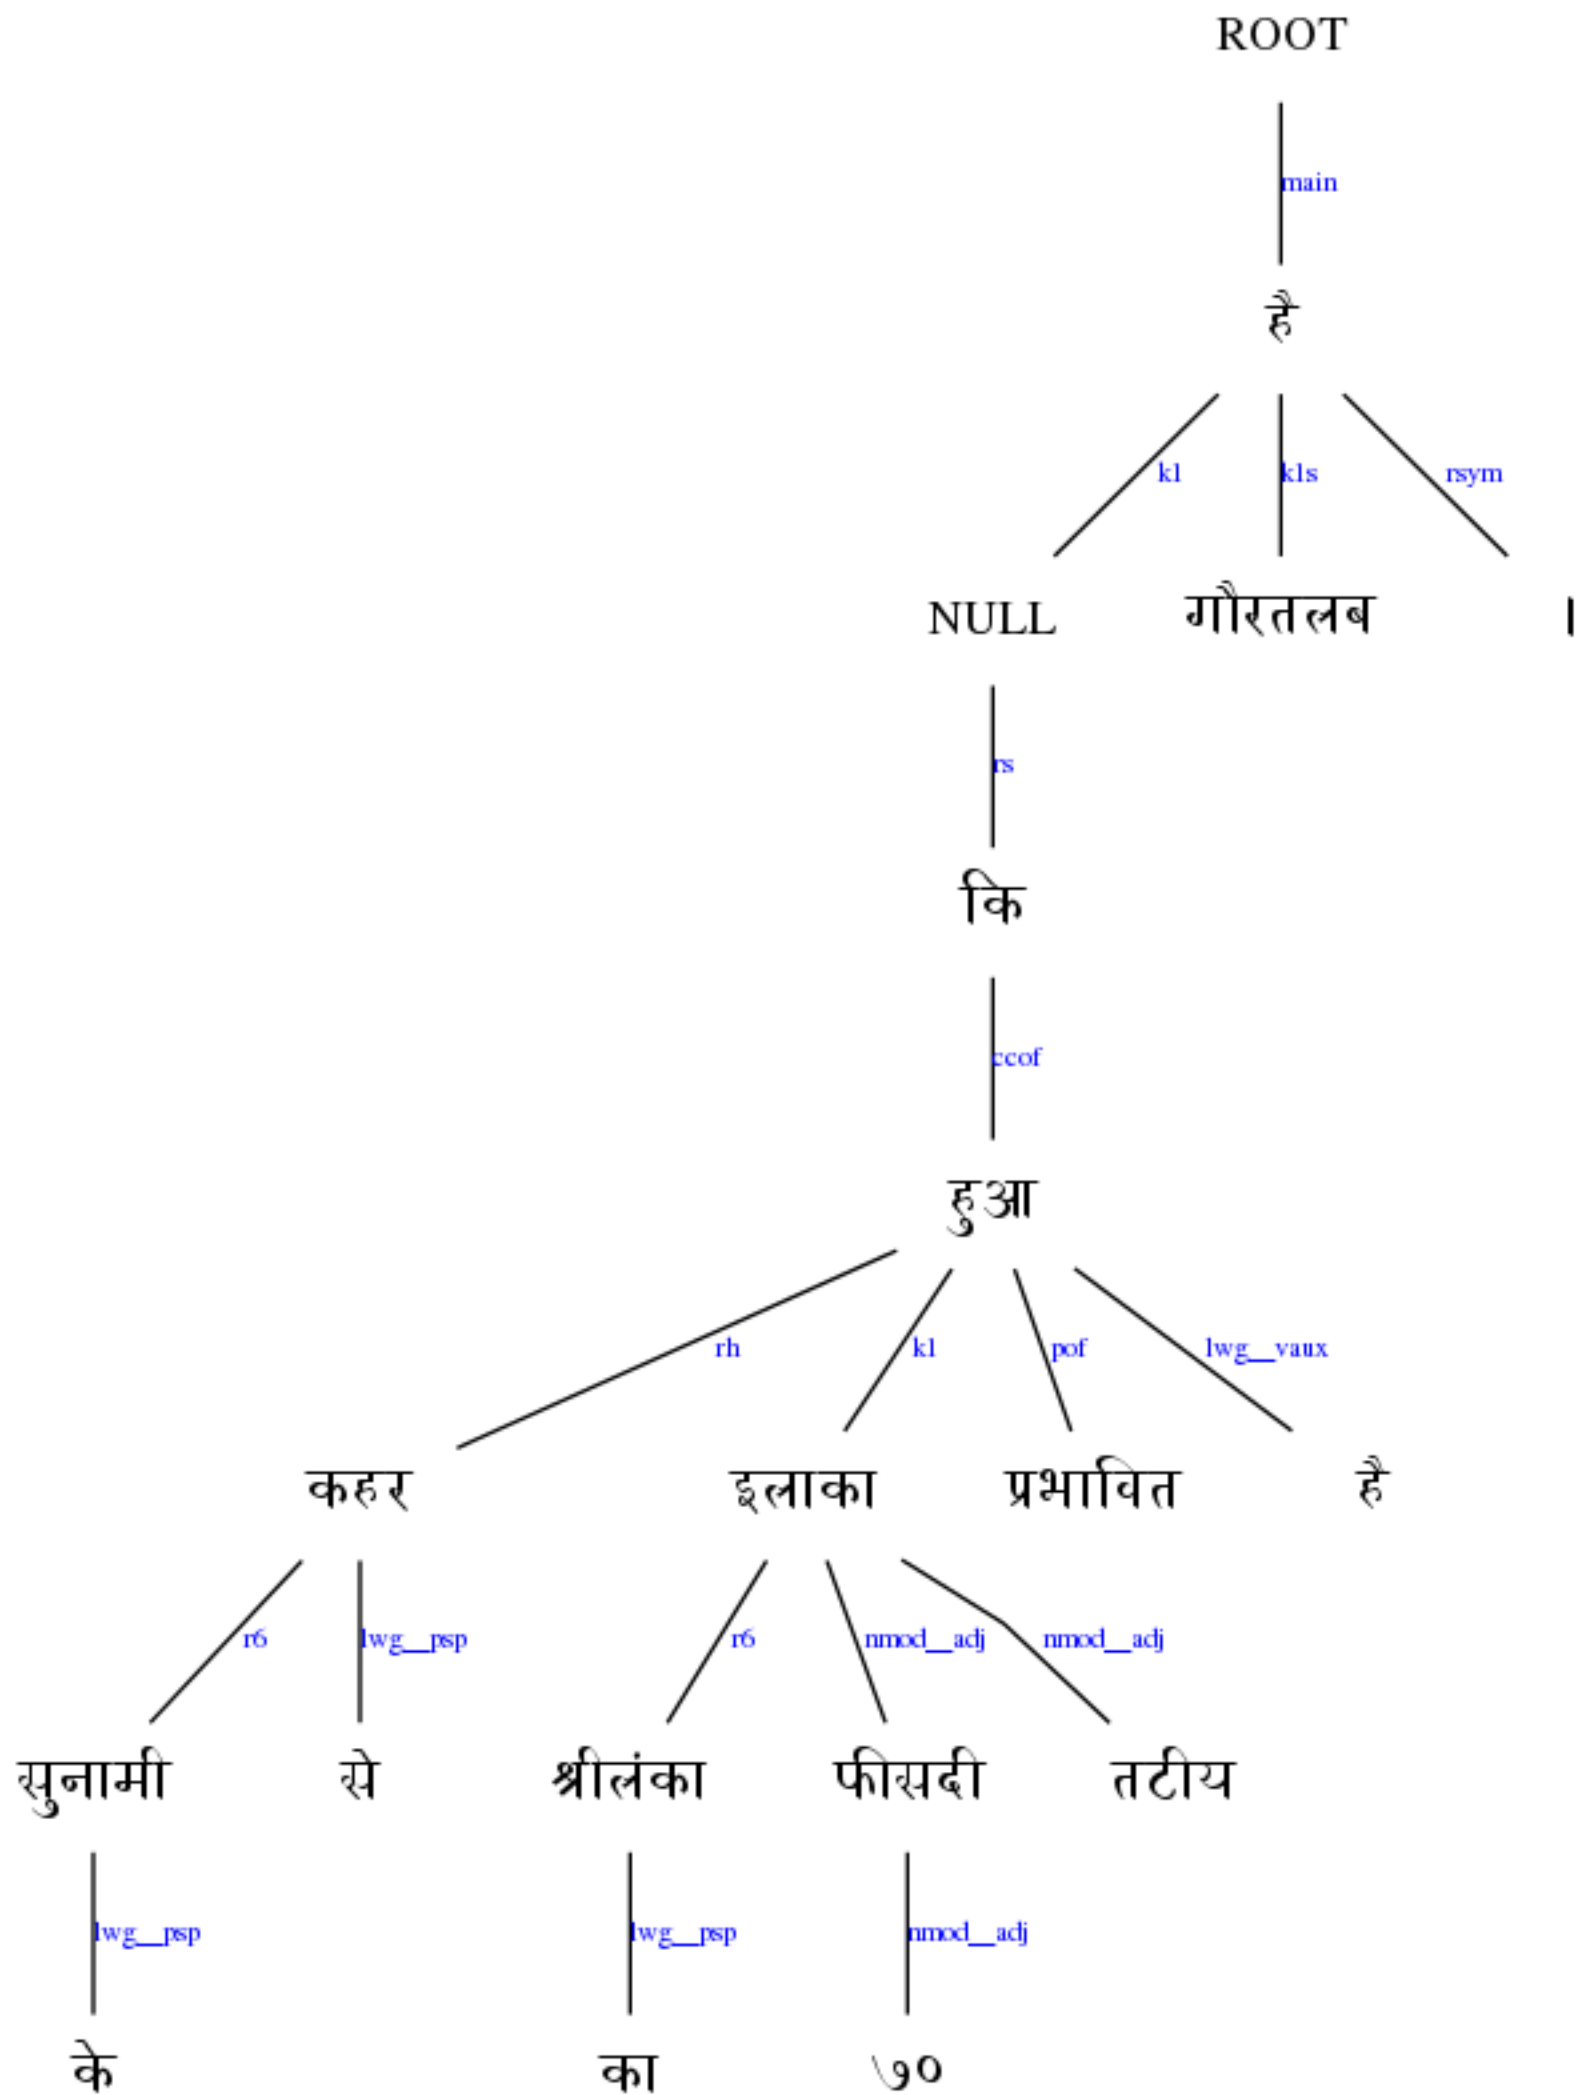 ROOT
main
है
k1 k1s rsym
NULL गौरतलब ।
rs
कि
ccof
हुआ
rh k1 pof lwg__vaux
कहर इलाका प्रभावित है
r6 lwg__psp r6 nmod__adj nmod__adj
सुनामी से श्रीलंका फीसदी तटीय
lwg__psp lwg__psp nmod__adj
के का ७०